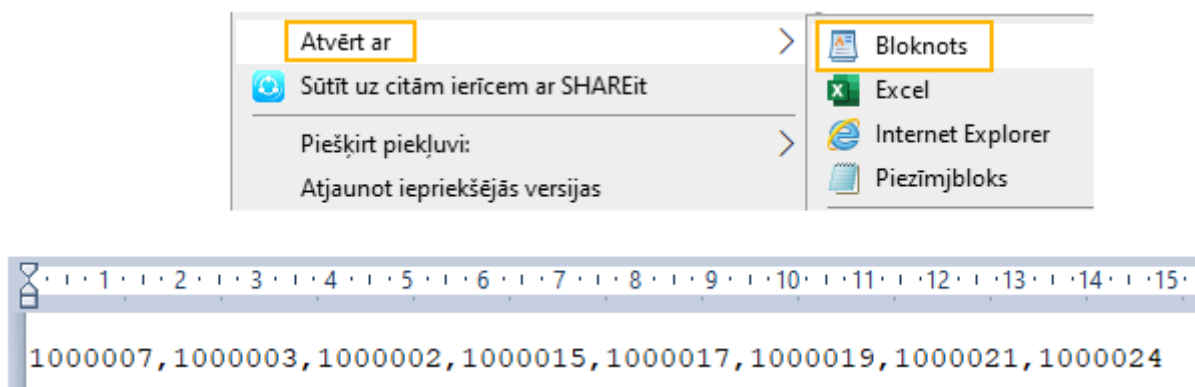 Atvērt ar
Sūtīt uz citām ierīcem ar SHAREit
Piešķirt piekļuvi:
Atjaunot iepriekšējās versijas
Bloknots
Excel
Internet Explorer
Piezīmjbloks
1 2 3 4 5 6 7 8 9 10 11 12 13 14 15
1000007,1000003,1000002,1000015,1000017,1000019,1000021,1000024